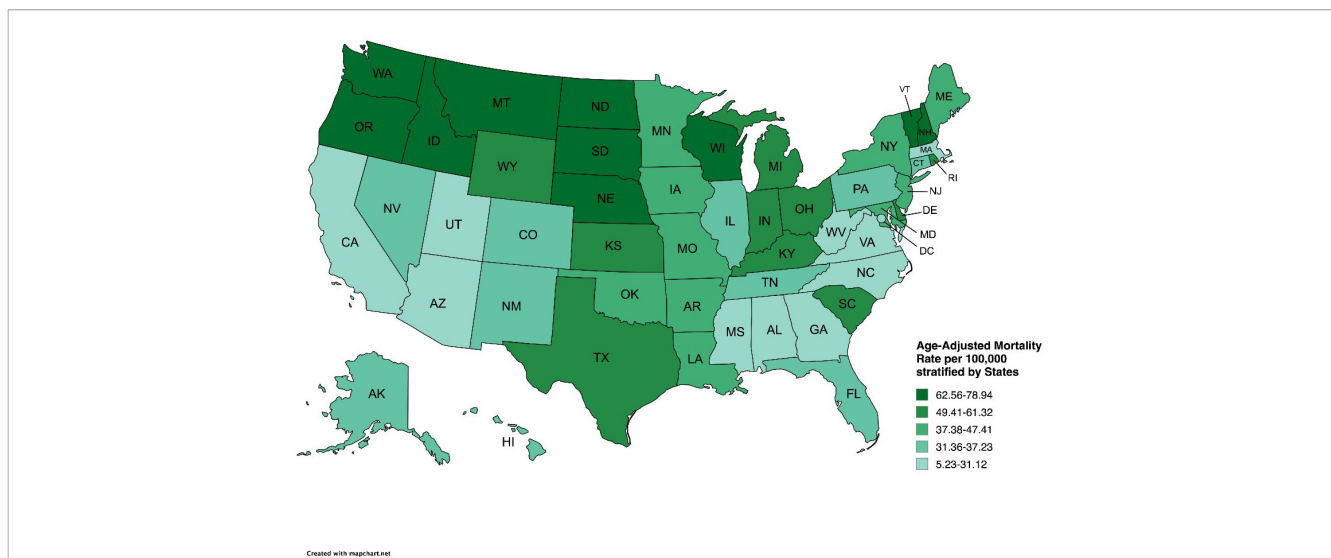 WA
MT
ND
MN
ME
VT
NH
OR
ID
SD
WI
MI
NY
MA
CT
RI
WY
NE
IA
PA
NJ
NV
UT
CO
IL
IN
OH
DE
MD
DC
CA
KS
MO
KY
WV
VA
AZ
NM
OK
AR
TN
NC
SC
TX
LA
MS
AL
GA
FL
AK
HI
Age-Adjusted Mortality
Rate per 100,000
stratified by States
62.56-78.94
49.41-61.32
37.38-47.41
31.36-37.23
5.23-31.12
Created with mapchart.net